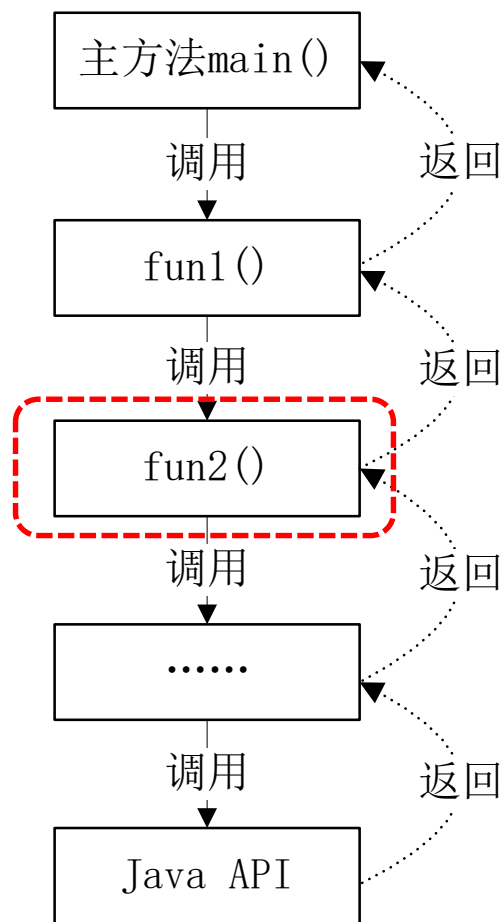 主方法main()
调用
返回
fun1()
调用
返回
fun2()
调用
返回
……
调用
返回
Java API